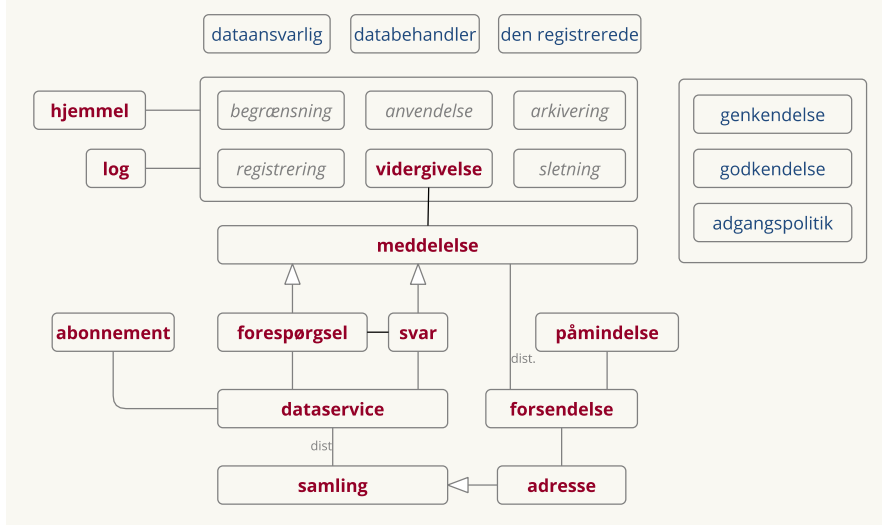 dataansvarlig
databehandler
den registrerede
hjemmel
begrænsning
anvendelse
arkivering
genkendelse
log
registrering
vidergivelse
sletning
godkendelse
adgangspolitik
meddelelse
abonnement
forespørgsel
svar
påmindelse
dist.
dataservice
forsendelse
dist
samling
adresse